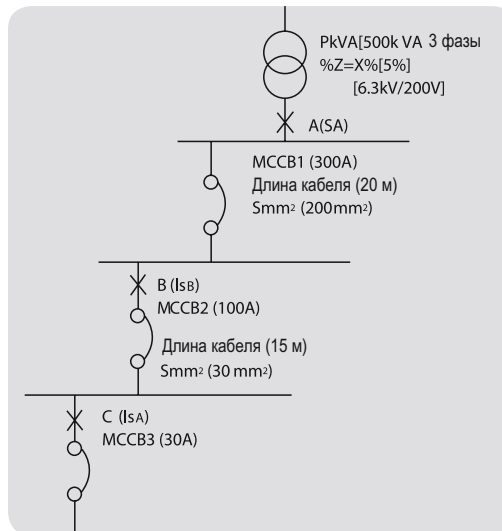 PkVA[500k VA 3 фазы
%Z=X%[5%]
[6.3kV/200V]
A(SA)
MCCB1 (300A)
Длина кабеля (20 м)
Smm² (200mm²)
B (IsB)
MCCB2 (100A)
Длина кабеля (15 м)
Smm² (30 mm²)
C (IsA)
MCCB3 (30A)